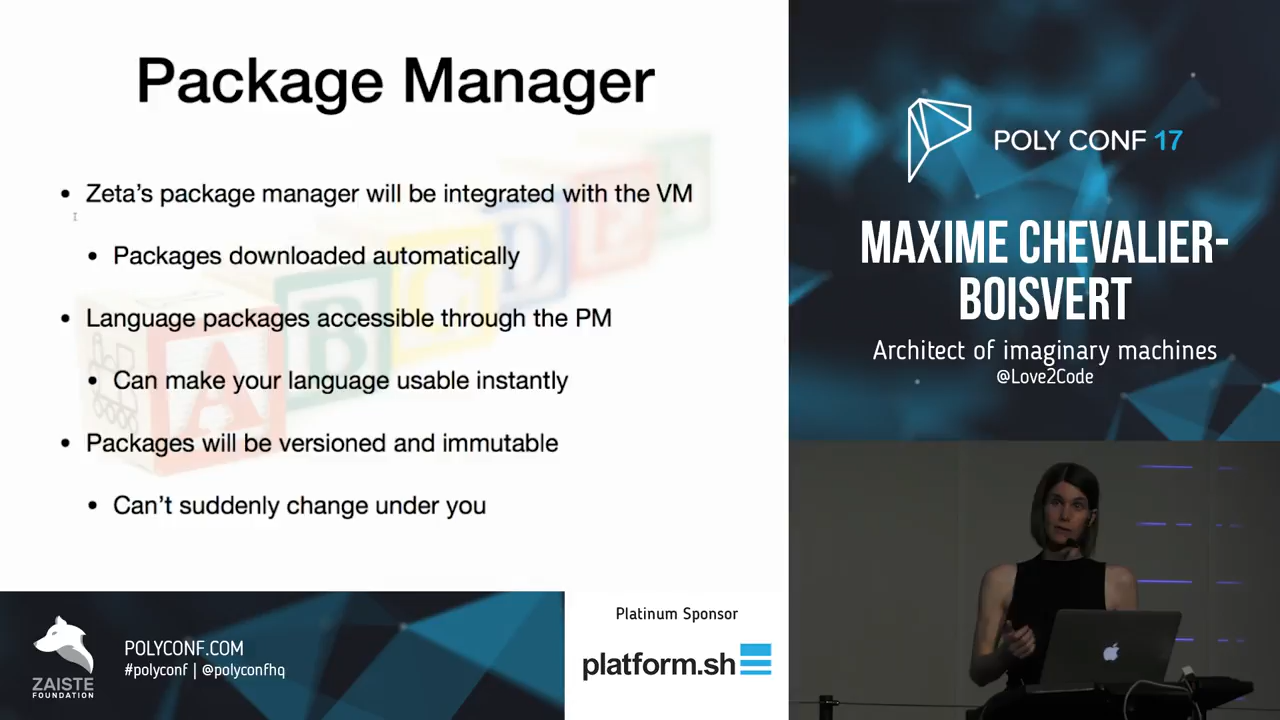 Package Manager
• Zeta's package manager will be integrated with the VM
• Packages downloaded automatically
• Language packages accessible through the PM
• Can make your language usable instantly
• Packages will be versioned and immutable
• Can't suddenly change under you
A B C D E F
POLY CONF 17
MAXIME CHEVALIER-
BOISVERT
Architect of imaginary machines
@Love2Code
ZAISTE
FOUNDATION
POLYCONF.COM
#polyconf | @polyconfhq
Platinum Sponsor
platform.sh